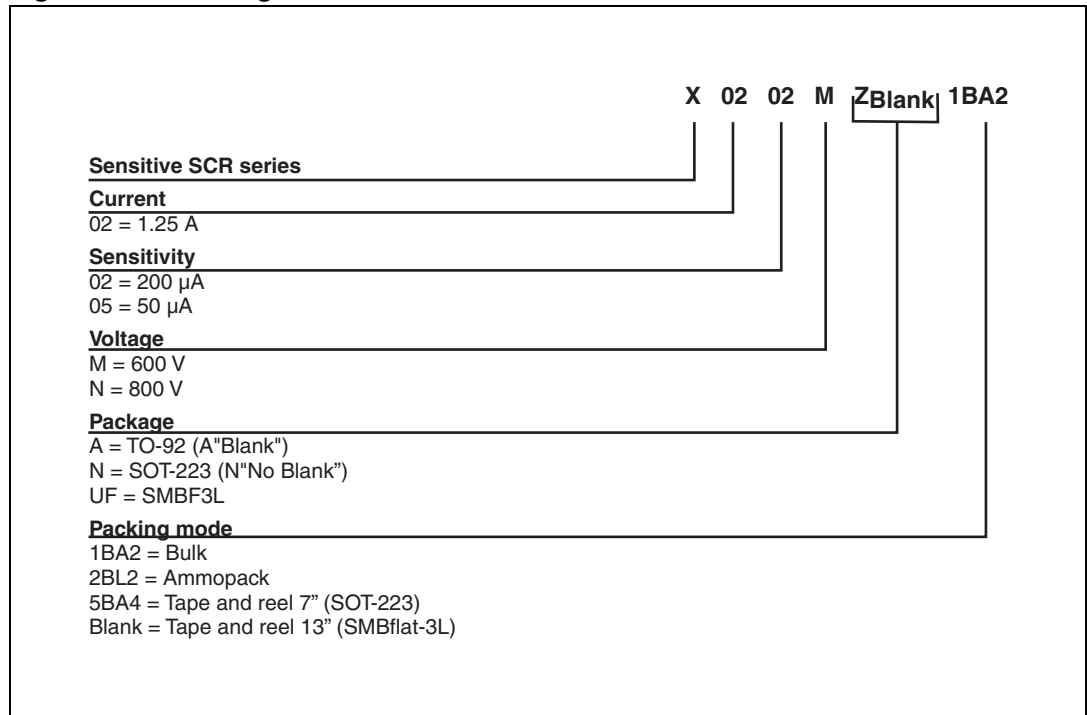 X 02 02 M ZBlank 1BA2
Sensitive SCR series
Current
02 = 1.25 A
Sensitivity
02 = 200 µA
05 = 50 µA
Voltage
M = 600 V
N = 800 V
Package
A = TO-92 (A"Blank")
N = SOT-223 (N"No Blank”)
UF = SMBF3L
Packing mode
1BA2 = Bulk
2BL2 = Ammopack
5BA4 = Tape and reel 7” (SOT-223)
Blank = Tape and reel 13” (SMBflat-3L)